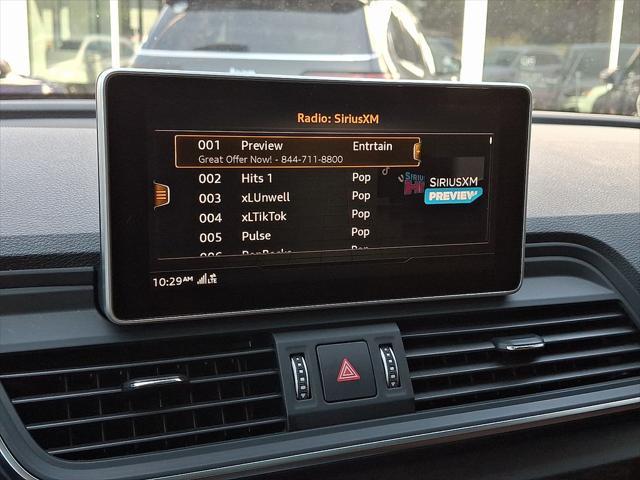 Radio: SiriusXM
001 Preview Entrtain
Great Offer Now! - 844-711-8800
002 Hits 1 Pop
003 xLUnwell Pop
004 xLTikTok Pop
005 Pulse Pop
SIRIUSXM
PREVIEW
10:29AM LTE